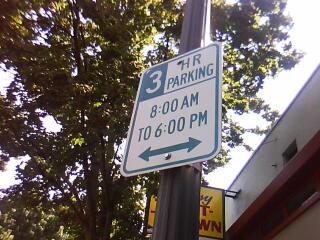 3 HR
PARKING
8:00 AM
TO 6:00 PM